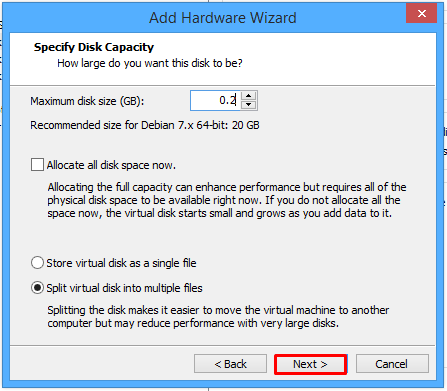 Add Hardware Wizard
Specify Disk Capacity
How large do you want this disk to be?
Maximum disk size (GB): 0.2
Recommended size for Debian 7.x 64-bit: 20 GB
Allocate all disk space now.
Allocating the full capacity can enhance performance but requires all of the
physical disk space to be available right now. If you do not allocate all the
space now, the virtual disk starts small and grows as you add data to it.
Store virtual disk as a single file
Split virtual disk into multiple files
Splitting the disk makes it easier to move the virtual machine to another
computer but may reduce performance with very large disks.
< Back Next > Cancel